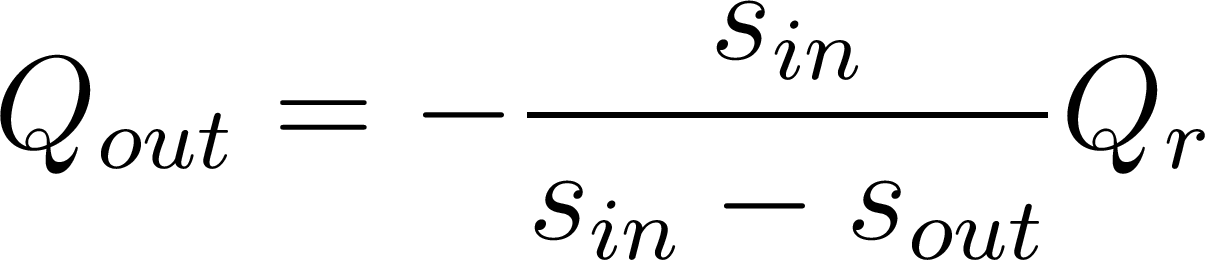 Q_{out} = -\frac{s_{in}}{s_{in} - s_{out}} Q_r